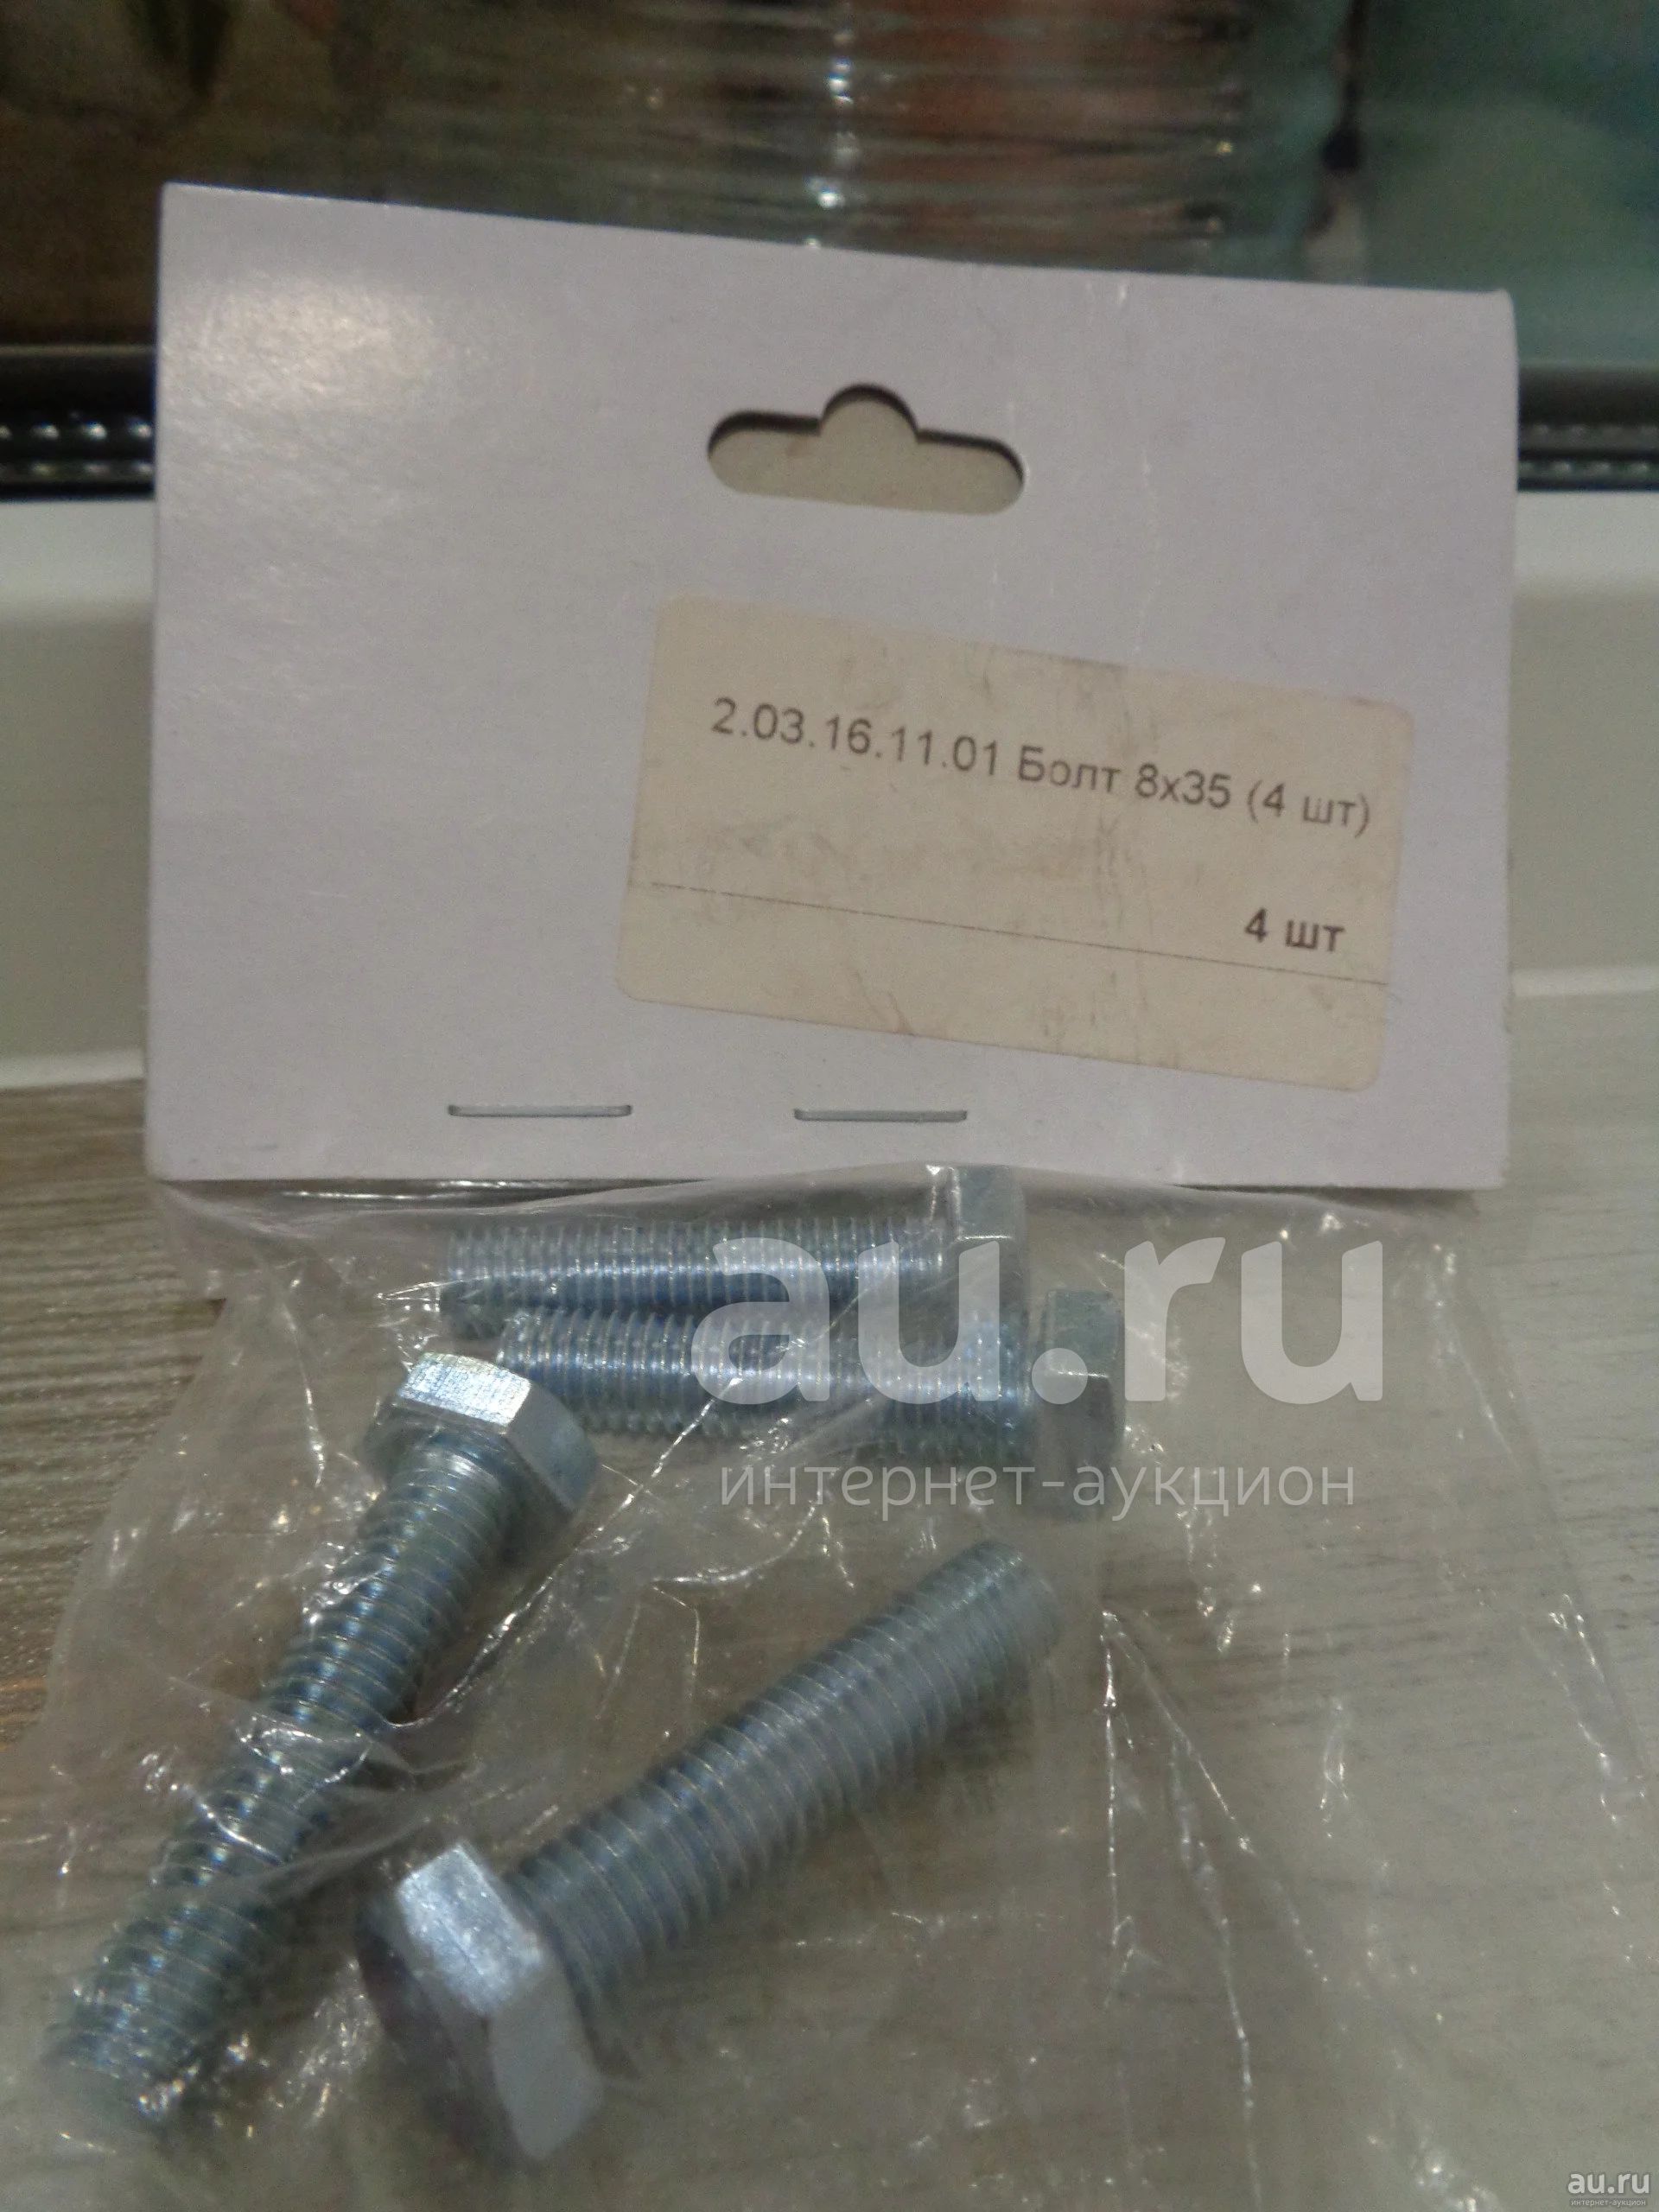 2.03.16.11.01 Болт 8x35 (4 шт)
4 шт
au.ru
интернет-аукцион
au.ru
интернет-аукцион